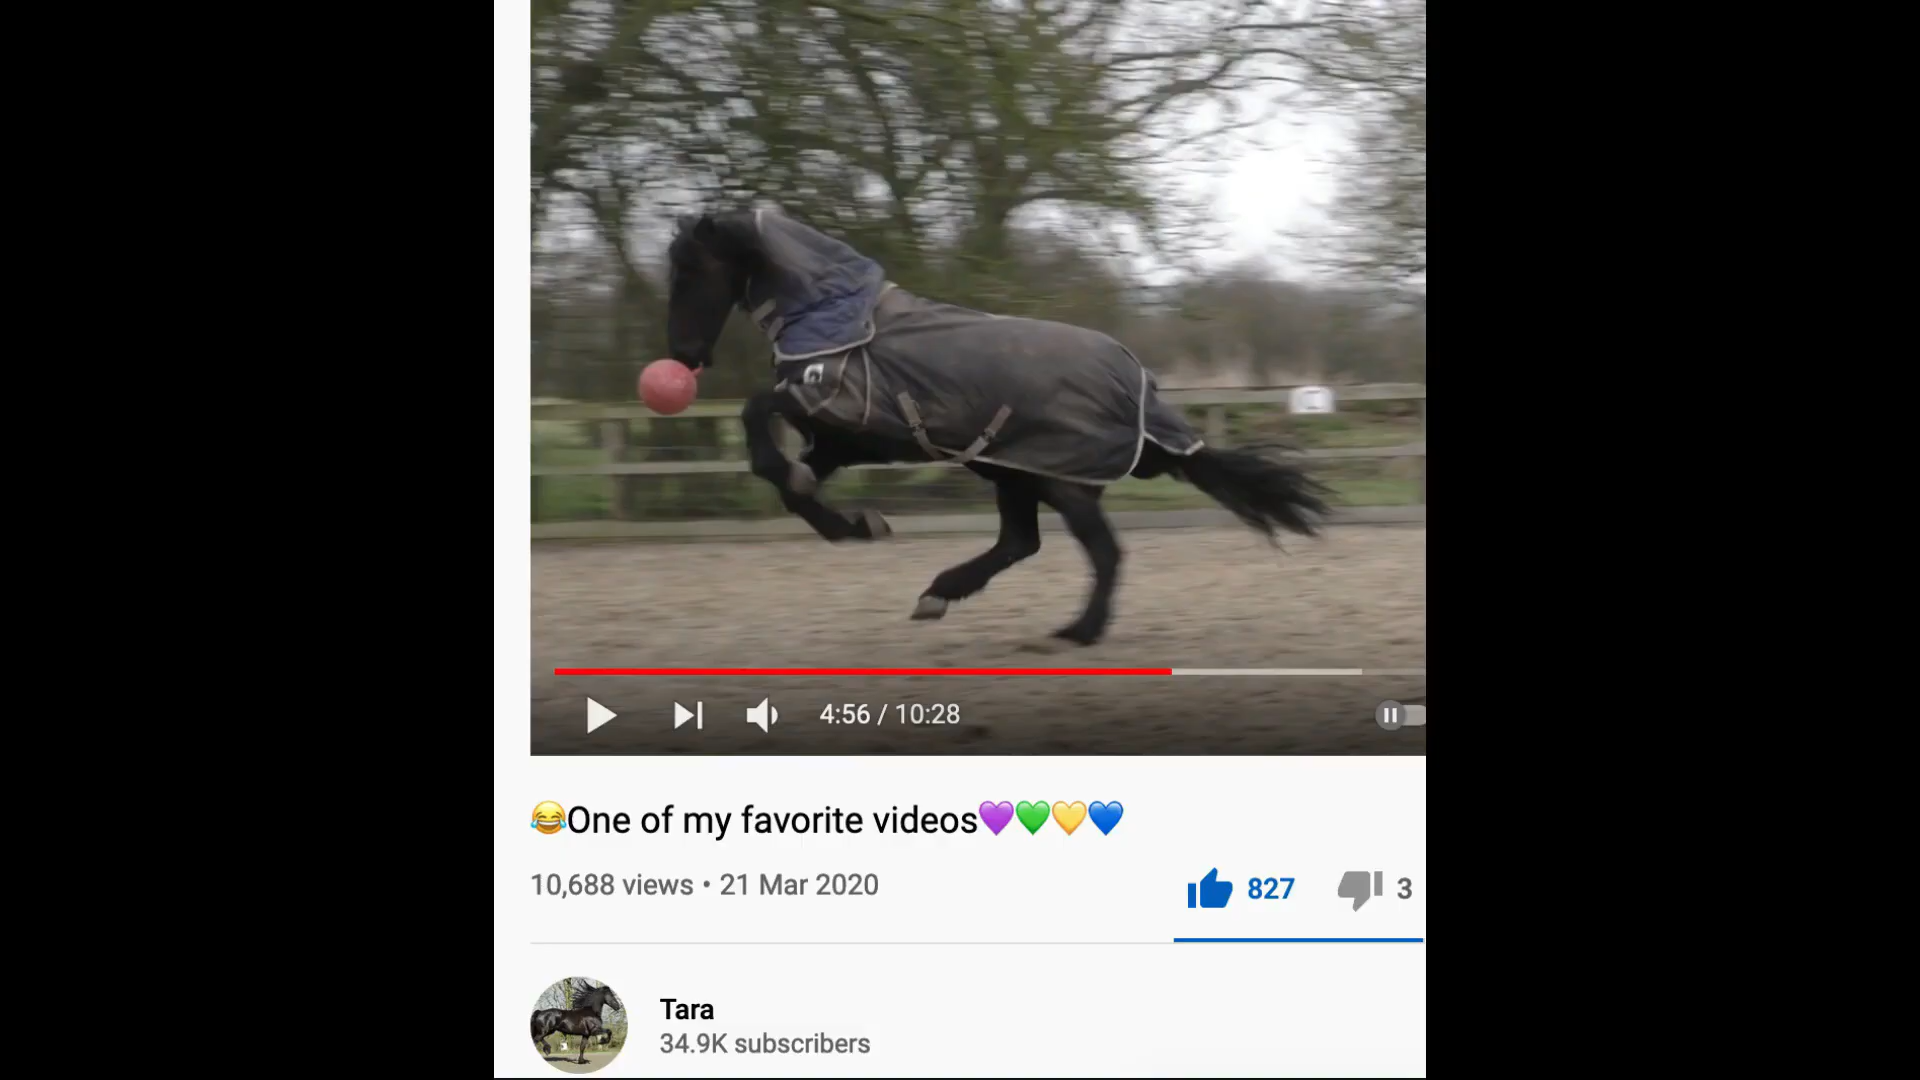 4:56 / 10:28
😂One of my favorite videos💜💚💛💙
10,688 views • 21 Mar 2020
827
3
Tara
34.9K subscribers